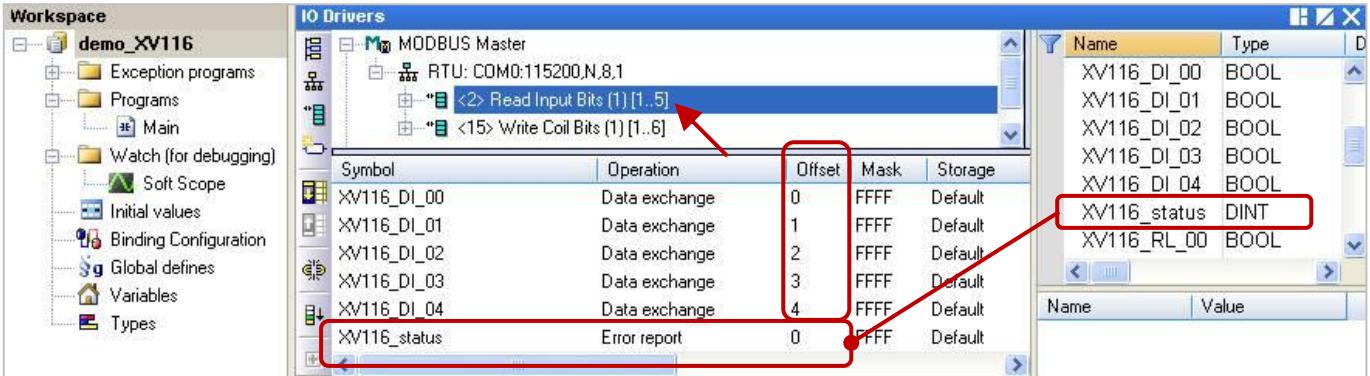 Workspace
demo_XV116
Exception programs
Programs
Main
Watch (for debugging)
Soft Scope
Initial values
Binding Configuration
Global defines
Variables
Types
IO Drivers
MODBUS Master
RTU: COM0:115200,N,8,1
<2> Read Input Bits (1) [1..5]
<15> Write Coil Bits (1) [1..6]
Symbol Operation Offset Mask Storage
XV116_DI_00 Data exchange 0 FFFF Default
XV116_DI_01 Data exchange 1 FFFF Default
XV116_DI_02 Data exchange 2 FFFF Default
XV116_DI_03 Data exchange 3 FFFF Default
XV116_DI_04 Data exchange 4 FFFF Default
XV116_status Error report 0 FFFF Default
Name Type D
XV116_DI_00 BOOL
XV116_DI_01 BOOL
XV116_DI_02 BOOL
XV116_DI_03 BOOL
XV116_DI_04 BOOL
XV116_status DINT
XV116_RL_00 BOOL
Name Value